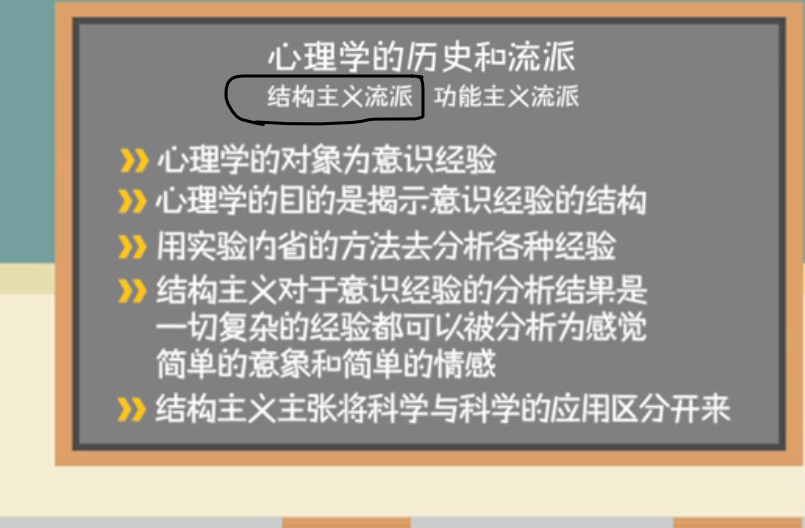 心理学的历史和流派
结构主义流派 功能主义流派
心理学的对象为意识经验
心理学的目的是揭示意识经验的结构
用实验内省的方法去分析各种经验
结构主义对于意识经验的分析结果是
一切复杂的经验都可以被分析为感觉
简单的意象和简单的情感
结构主义主张将科学与科学的应用区分开来